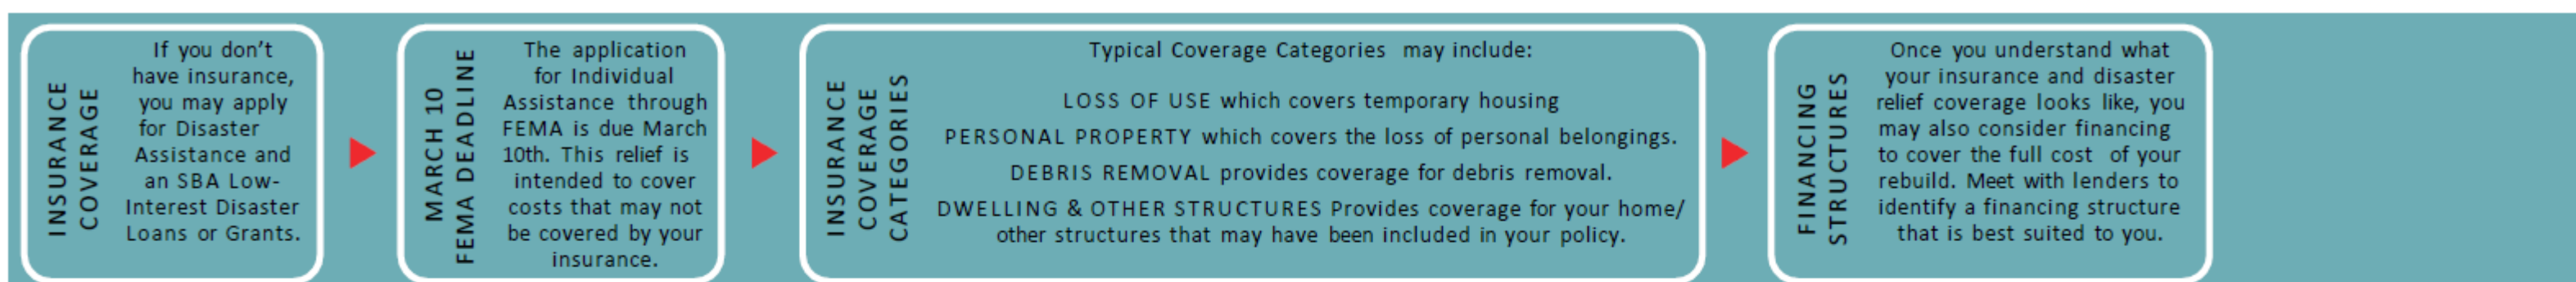 INSURANCE
COVERAGE
If you don't
have insurance,
you may apply
for Disaster
Assistance and
an SBA Low-
Interest Disaster
Loans or Grants.
MARCH 10
FEMA DEADLINE
The application
for Individual
Assistance through
FEMA is due March
10th. This relief is
intended to cover
costs that may not
be covered by your
insurance.
INSURANCE
COVERAGE
CATEGORIES
Typical Coverage Categories may include:
LOSS OF USE which covers temporary housing
PERSONAL PROPERTY which covers the loss of personal belongings.
DEBRIS REMOVAL provides coverage for debris removal.
DWELLING & OTHER STRUCTURES Provides coverage for your home/
other structures that may have been included in your policy.
FINANCING
STRUCTURES
Once you understand what
your insurance and disaster
relief coverage looks like, you
may also consider financing
to cover the full cost of your
rebuild. Meet with lenders to
identify a financing structure
that is best suited to you.